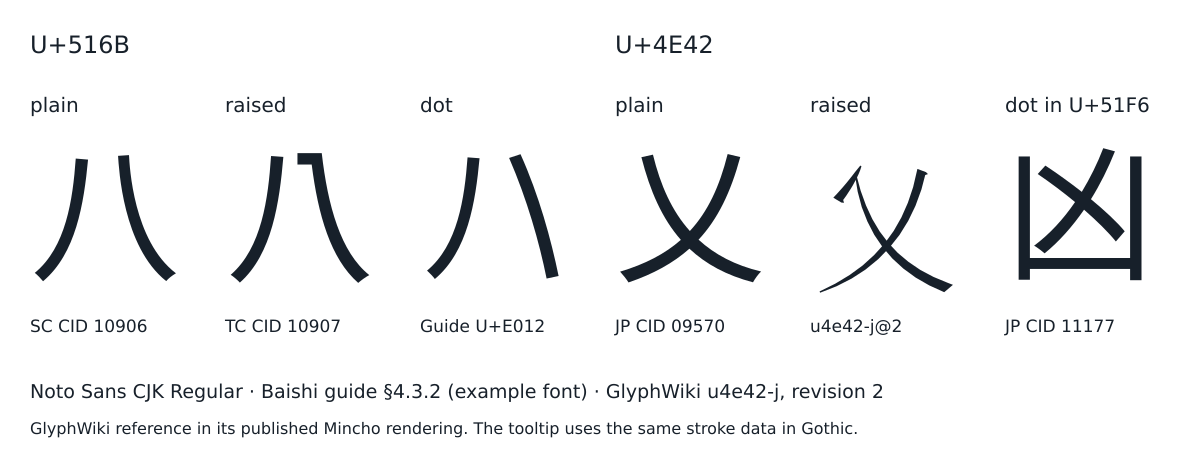 U+516B U+4E42
plain raised dot plain raised dot in U+51F6
八 八 八 乂 乂 凶
SC CID 10906 TC CID 10907 Guide U+E012 JP CID 09570 u4e42-j@2 JP CID 11177
Noto Sans CJK Regular · Baishi guide §4.3.2 (example font) · GlyphWiki u4e42-j, revision 2
GlyphWiki reference in its published Mincho rendering. The tooltip uses the same stroke data in Gothic.